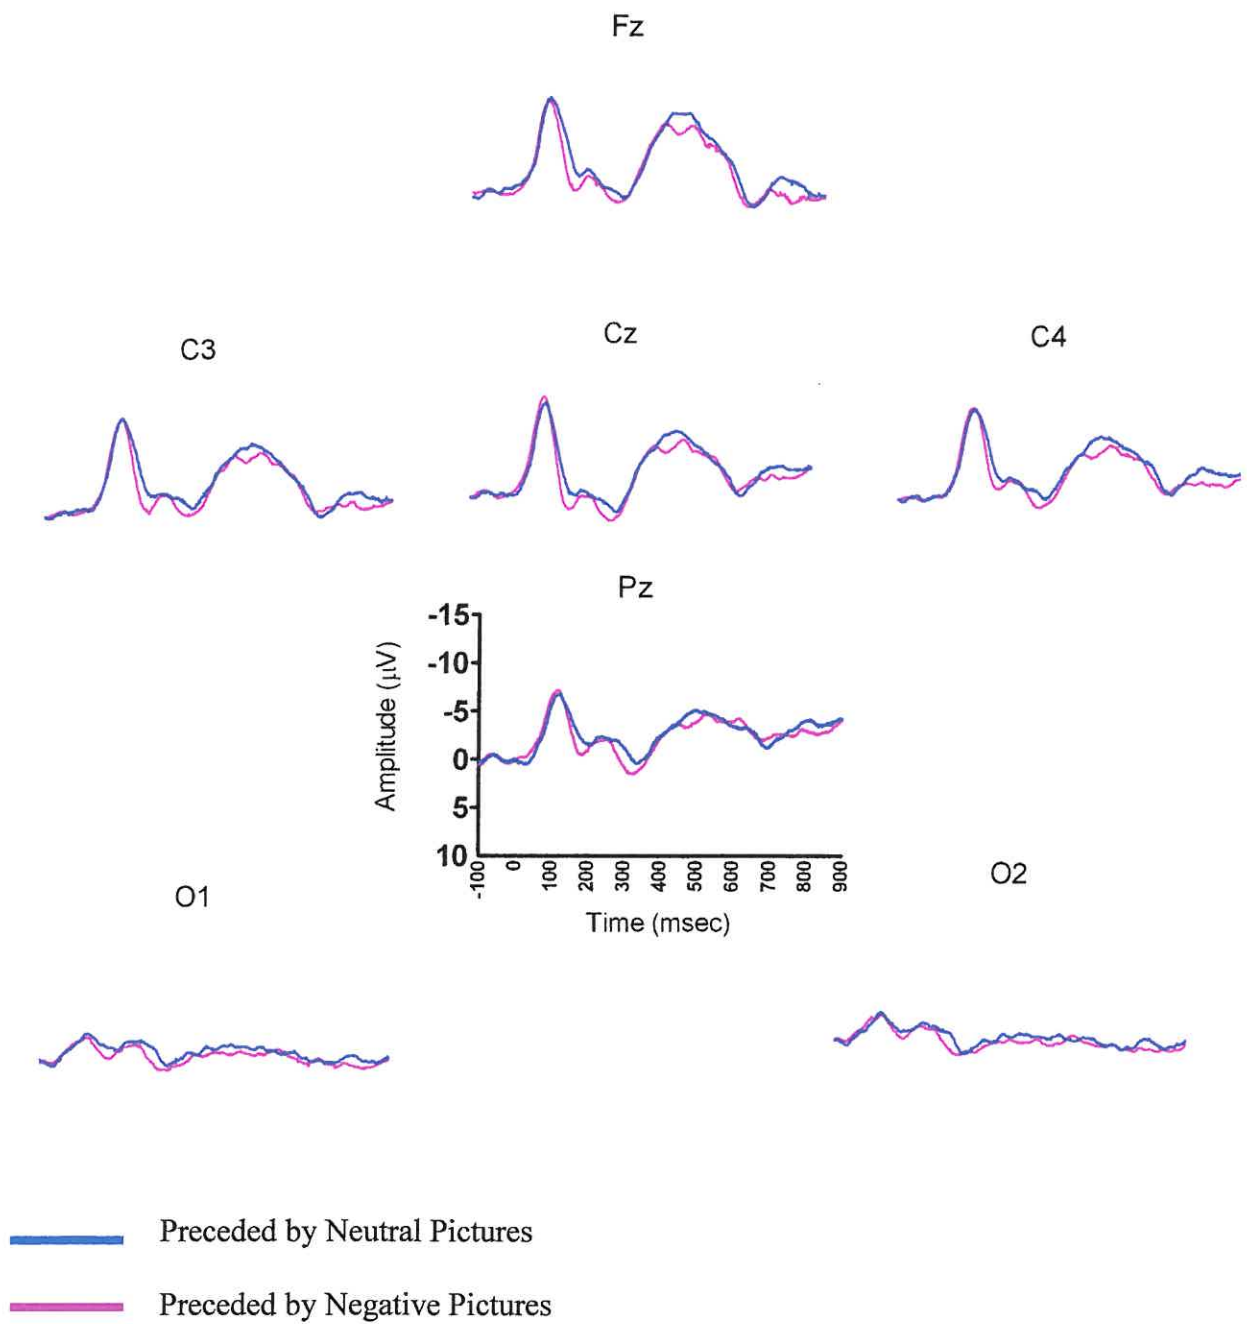 Fz
C3
Cz
C4
Pz
-15
-10
-5
0
5
10
Amplitude (μV)
-100 0 100 200 300 400 500 600 700 800 900
Time (msec)
O1
O2
Preceded by Neutral Pictures
Preceded by Negative Pictures